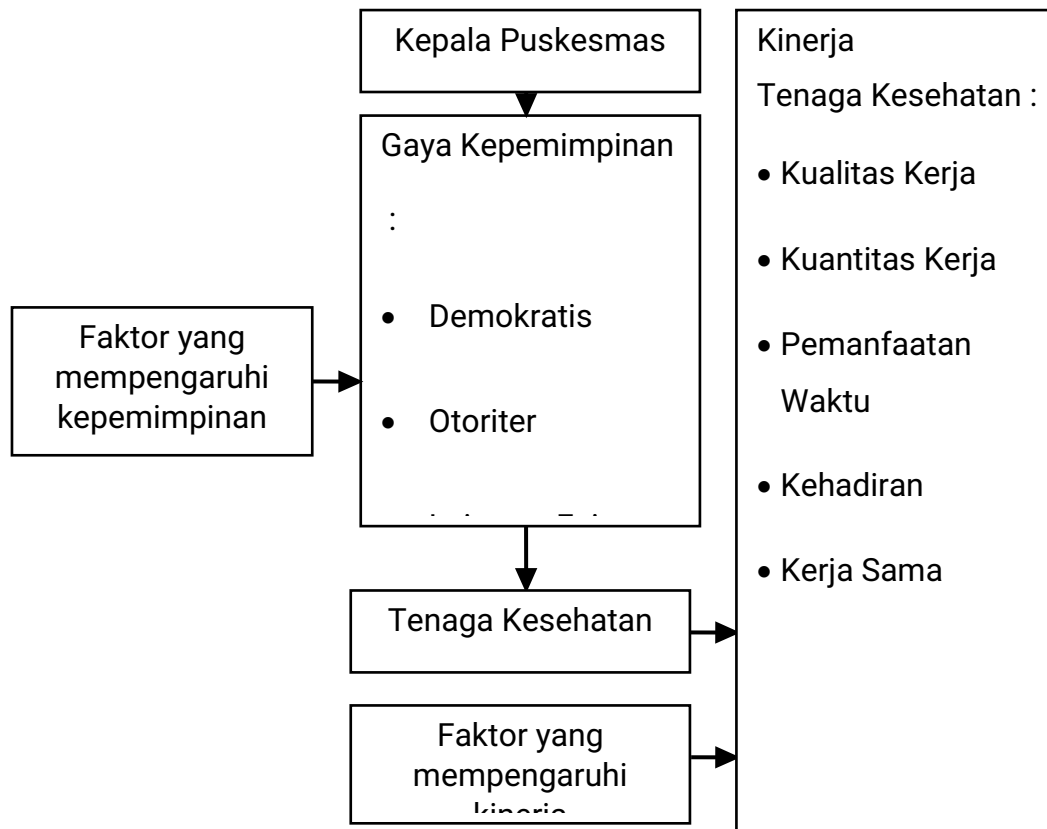 Kepala Puskesmas
Gaya Kepemimpinan
:
• Demokratis
• Otoriter
Faktor yang
mempengaruhi
kepemimpinan
Tenaga Kesehatan
Faktor yang
mempengaruhi
kinerja
Kinerja
Tenaga Kesehatan :
• Kualitas Kerja
• Kuantitas Kerja
• Pemanfaatan
Waktu
• Kehadiran
• Kerja Sama